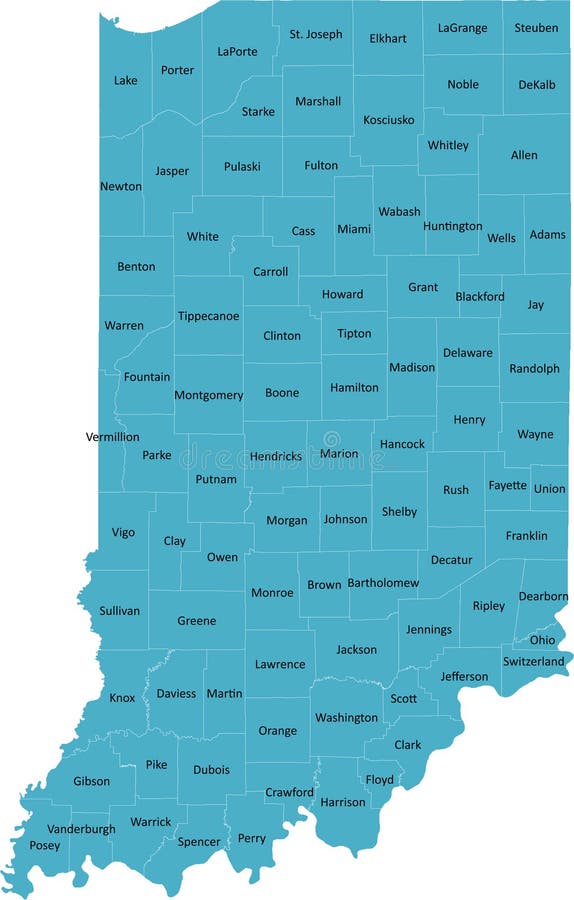 St. Joseph
LaGrange
Steuben
Elkhart
LaPorte
Porter
Lake
Noble
DeKalb
Marshall
Starke
Kosciusko
Whitley
Allen
Pulaski
Fulton
Jasper
Newton
Wabash
Huntington
Miami
Cass
White
Wells
Adams
Benton
Carroll
Grant
Howard
Blackford
Jay
Tippecanoe
Warren
Clinton
Tipton
Delaware
Madison
Randolph
Fountain
Hamilton
Boone
Montgomery
Henry
Wayne
Vermillion
Hancock
Marion
Parke
Hendricks
dreamstime
Putnam
Fayette
Union
Rush
Shelby
Morgan
Johnson
Vigo
Franklin
Clay
Owen
Decatur
Brown
Bartholomew
Monroe
Dearborn
Ripley
Sullivan
Greene
Jennings
Ohio
Jackson
Lawrence
Switzerland
Jefferson
Knox
Daviess
Martin
Scott
Washington
Orange
Clark
Pike
Dubois
Gibson
Floyd
Crawford
Harrison
Warrick
Vanderburgh
Perry
Spencer
Posey